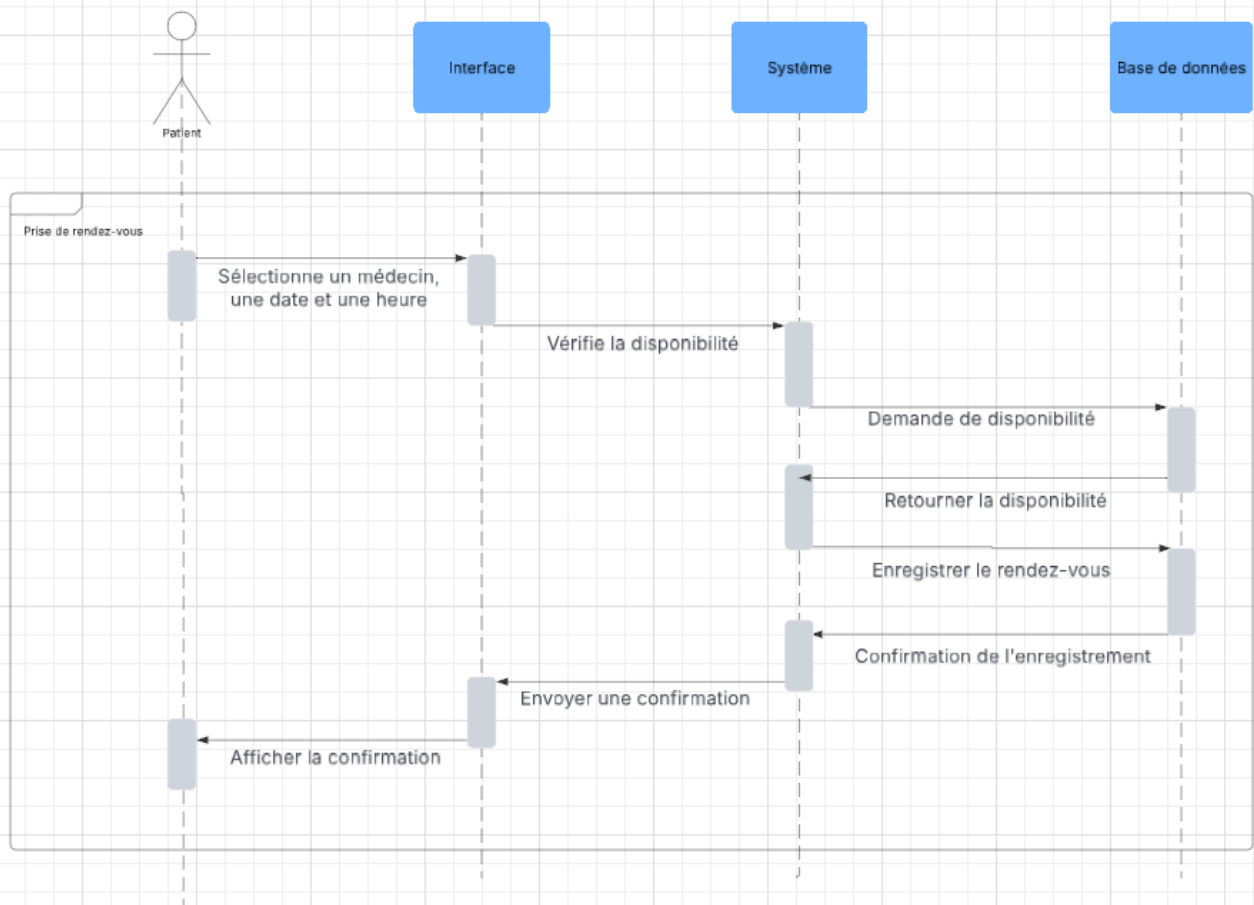 Interface
Système
Base de données
Patient
Prise de rendez-vous
Sélectionne un médecin,
une date et une heure
Vérifie la disponibilité
Demande de disponibilité
Retourner la disponibilité
Enregistrer le rendez-vous
Confirmation de l'enregistrement
Envoyer une confirmation
Afficher la confirmation